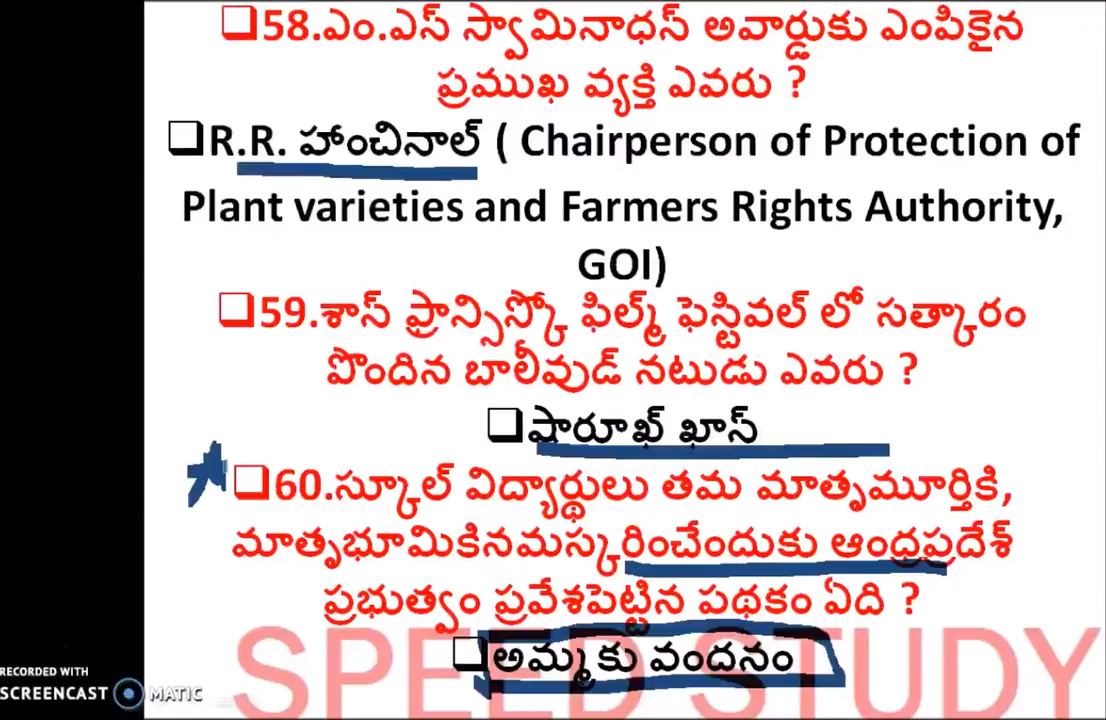 ❑58.ఎం.ఎస్ స్వామినాథన్ అవార్డుకు ఎంపికైన
ప్రముఖ వ్యక్తి ఎవరు ?
❑R.R. హాంచినాల్ ( Chairperson of Protection of
Plant varieties and Farmers Rights Authority,
GOI)
❑59.శాన్ ఫ్రాన్సిస్కో ఫిల్మ్ ఫెస్టివల్ లో సత్కారం
పొందిన బాలీవుడ్ నటుడు ఎవరు ?
❑షారూఖ్ ఖాన్
❑60.స్కూల్ విద్యార్థులు తమ మాతృమూర్తికి,
మాతృభూమికినమస్కరించేందుకు ఆంధ్రప్రదేశ్
ప్రభుత్వం ప్రవేశపెట్టిన పథకం ఏది ?
❑అమ్మకు వందనం
SPEED STUDY
RECORDED WITH
SCREENCAST MATIC